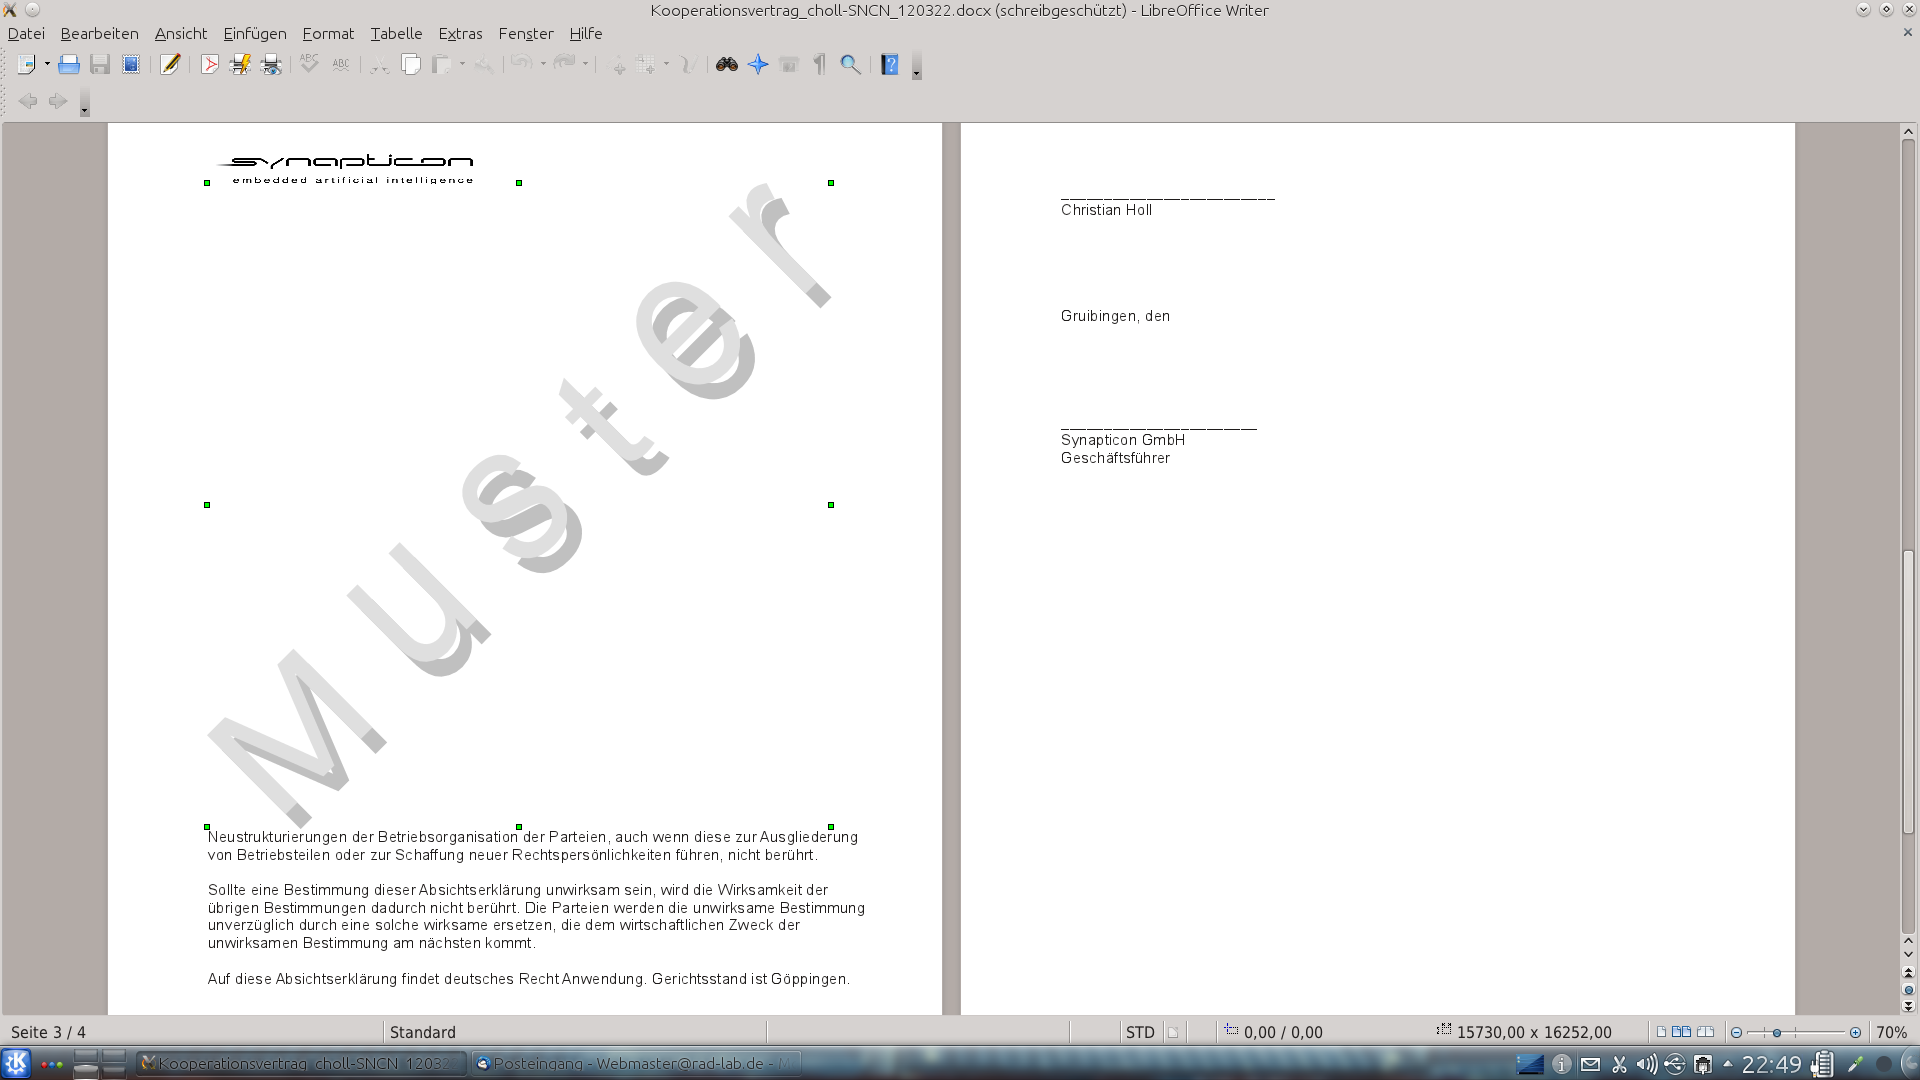 Kooperationsvertrag_choll-SNCN_120322.docx (schreibgeschützt) - LibreOffice Writer
Datei Bearbeiten Ansicht Einfügen Format Tabelle Extras Fenster Hilfe
ABC ABC
synapticon
embedded artificial intelligence
Muster
Neustrukturierungen der Betriebsorganisation der Parteien, auch wenn diese zur Ausgliederung
von Betriebsteilen oder zur Schaffung neuer Rechtspersönlichkeiten führen, nicht berührt.
Sollte eine Bestimmung dieser Absichtserklärung unwirksam sein, wird die Wirksamkeit der
übrigen Bestimmungen dadurch nicht berührt. Die Parteien werden die unwirksame Bestimmung
unverzüglich durch eine solche wirksame ersetzen, die dem wirtschaftlichen Zweck der
unwirksamen Bestimmung am nächsten kommt.
Auf diese Absichtserklärung findet deutsches Recht Anwendung. Gerichtsstand ist Göppingen.
Christian Holl
Gruibingen, den
Synapticon GmbH
Geschäftsführer
Seite 3 / 4 Standard STD 0,00 / 0,00 15730,00 x 16252,00 70%
Kooperationsvertrag_choll-SNCN_12032 Posteingang - Webmaster@rad-lab.de - M 22:49